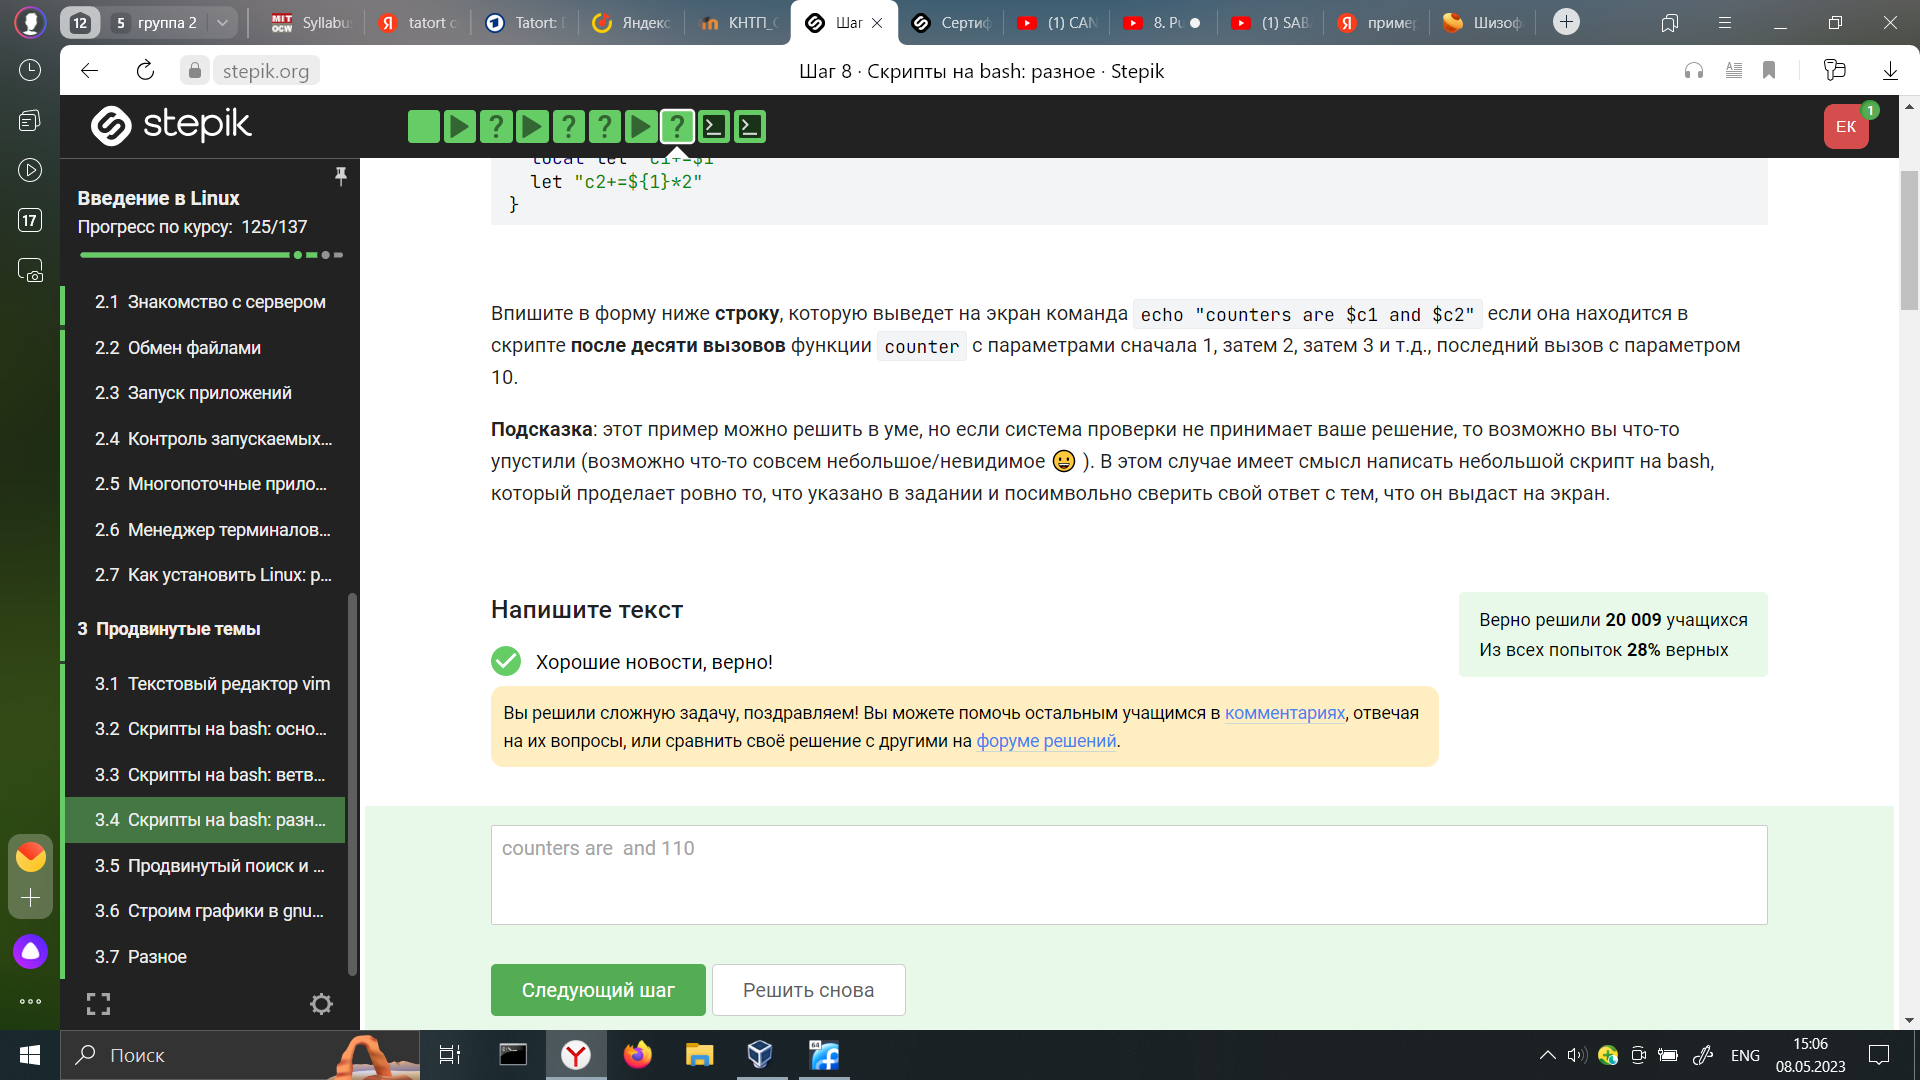 12
5 группа 2
MIT OCW
Syllabu
tatort c
Tatort: 
Яндекс
КНТП_
Шаг
Сертиф
(1) CAN
8. Pu
(1) SAB
пример
Шизоф
stepik.org
Шаг 8 · Скрипты на bash: разное · Stepik
17
stepik
ЕК
1
Введение в Linux
Прогресс по курсу: 125/137
2.1 Знакомство с сервером
2.2 Обмен файлами
2.3 Запуск приложений
2.4 Контроль запускаемых...
2.5 Многопоточные прило...
2.6 Менеджер терминалов...
2.7 Как установить Linux: р...
3 Продвинутые темы
3.1 Текстовый редактор vim
3.2 Скрипты на bash: осно...
3.3 Скрипты на bash: ветв...
3.4 Скрипты на bash: разн...
3.5 Продвинутый поиск и ...
3.6 Строим графики в gnu...
3.7 Разное
local let "c1+=$1"
let "c2+=${1}*2"
}
Впишите в форму ниже строку, которую выведет на экран команда echo "counters are $c1 and $c2" если она находится в
скрипте после десяти вызовов функции counter с параметрами сначала 1, затем 2, затем 3 и т.д., последний вызов с параметром
10.
Подсказка: этот пример можно решить в уме, но если система проверки не принимает ваше решение, то возможно вы что-то
упустили (возможно что-то совсем небольшое/невидимое 😀 ). В этом случае имеет смысл написать небольшой скрипт на bash,
который проделает ровно то, что указано в задании и посимвольно сверить свой ответ с тем, что он выдаст на экран.
Напишите текст
Хорошие новости, верно!
Верно решили 20 009 учащихся
Из всех попыток 28% верных
Вы решили сложную задачу, поздравляем! Вы можете помочь остальным учащимся в комментариях, отвечая
на их вопросы, или сравнить своё решение с другими на форуме решений.
counters are  and 110
Следующий шаг
Решить снова
Поиск
64
ENG
15:06
08.05.2023